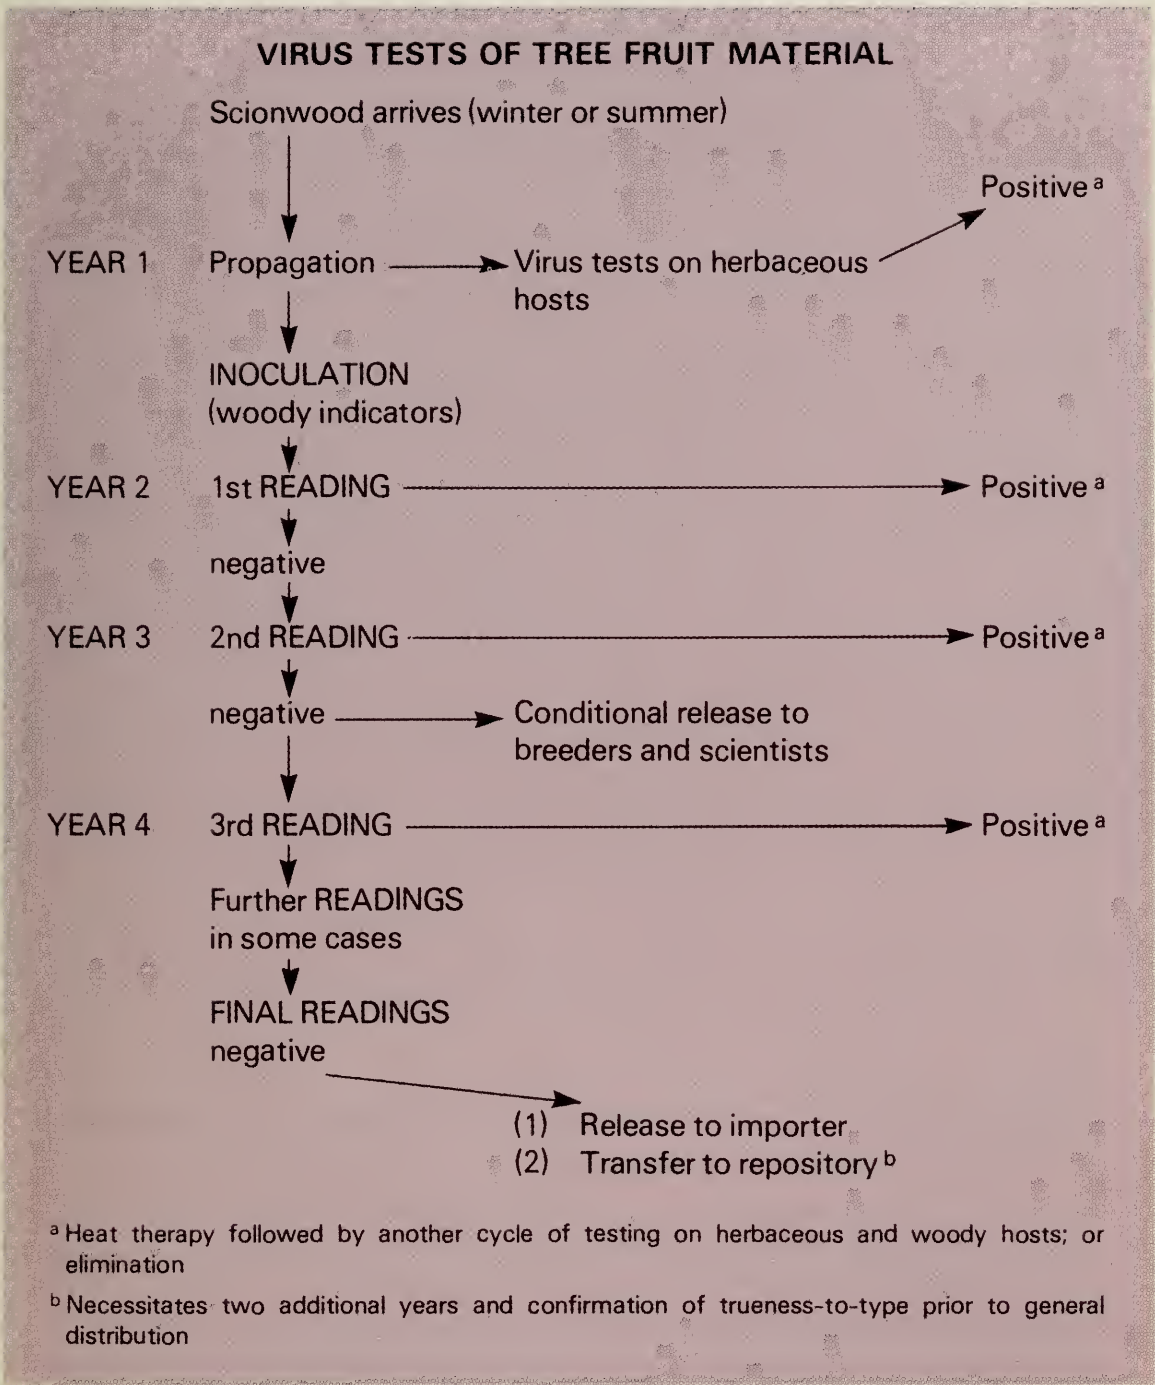 VIRUS TESTS OF TREE FRUIT MATERIAL
Scionwood arrives (winter or summer)
Positive a
YEAR 1 Propagation Virus tests on herbaceous
hosts
INOCULATION
(woody indicators)
YEAR 2 1st READING Positive a
negative
YEAR 3 2nd READING Positive a
negative Conditional release to
breeders and scientists
YEAR 4 3rd READING Positive a
Further READINGS
in some cases
FINAL READINGS
negative
(1) Release to importer
(2) Transfer to repository b
a Heat therapy followed by another cycle of testing on herbaceous and woody hosts; or
elimination
b Necessitates two additional years and confirmation of trueness-to-type prior to general
distribution